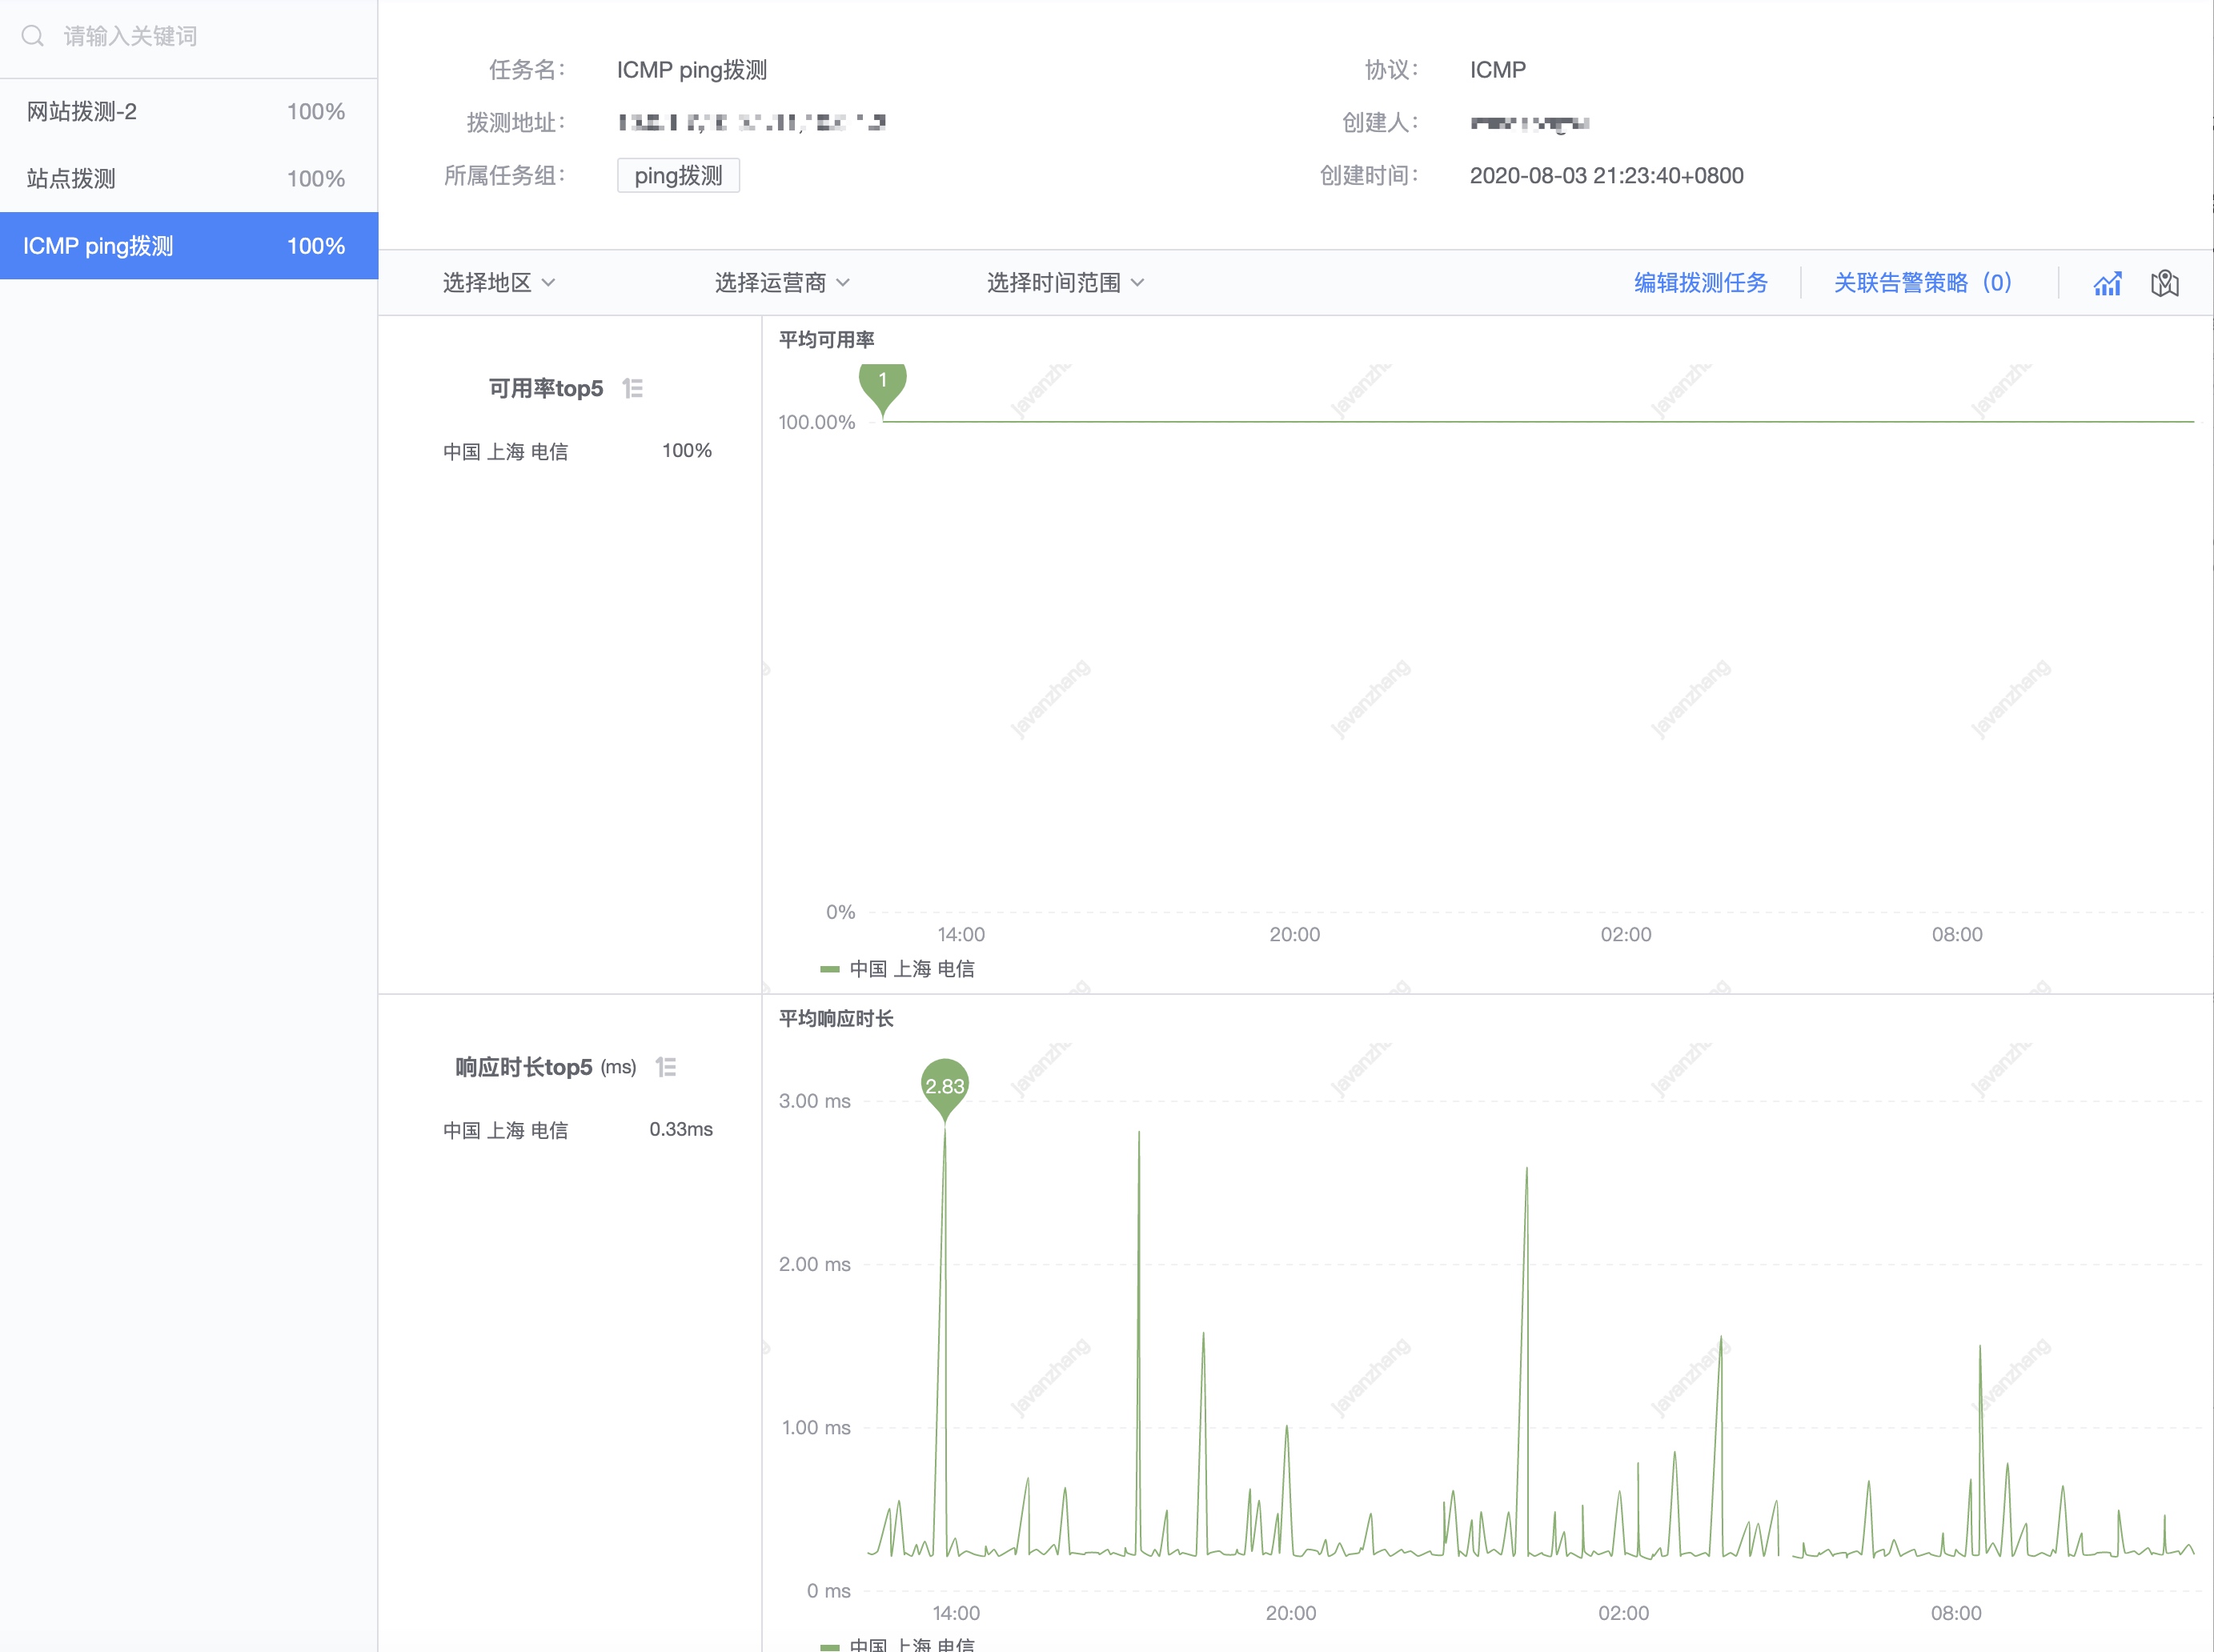 请输入关键词
网站拨测-2 100%
站点拨测 100%
ICMP ping拨测 100%
任务名： ICMP ping拨测 协议： ICMP
拨测地址： 创建人：
所属任务组： ping拨测 创建时间： 2020-08-03 21:23:40+0800
选择地区 选择运营商 选择时间范围 编辑拨测任务 关联告警策略（0）
可用率top5
中国 上海 电信 100%
平均可用率
1
100.00%
0%
14:00 20:00 02:00 08:00
中国 上海 电信
响应时长top5 (ms)
中国 上海 电信 0.33ms
平均响应时长
2.83
3.00 ms
2.00 ms
1.00 ms
0 ms
14:00 20:00 02:00 08:00
中国 上海 电信
javanzhang javanzhang javanzhang javanzhang
javanzhang javanzhang javanzhang javanzhang